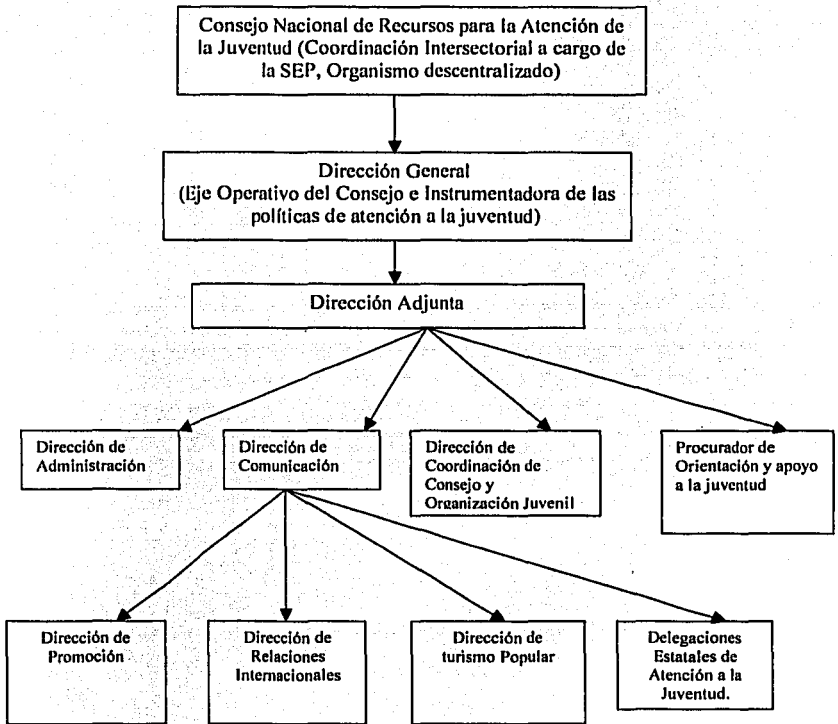 Consejo Nacional de Recursos para la Atención de
la Juventud (Coordinación Intersectorial a cargo de
la SEP, Organismo descentralizado)
Dirección General
(Eje Operativo del Consejo e Instrumentadora de las
políticas de atención a la juventud)
Dirección Adjunta
Dirección de
Administración
Dirección de
Comunicación
Dirección de
Coordinación de
Consejo y
Organización Juvenil
Procurador de
Orientación y apoyo
a la juventud
Dirección de
Promoción
Dirección de
Relaciones
Internacionales
Dirección de
turismo Popular
Delegaciones
Estatales de
Atención a la
Juventud.